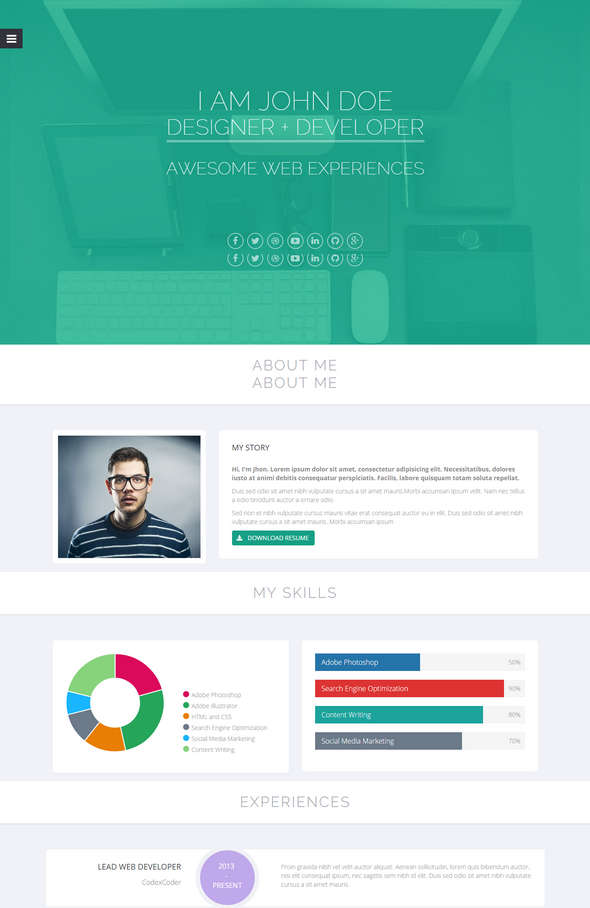 I AM JOHN DOE
DESIGNER + DEVELOPER
AWESOME WEB EXPERIENCES
ABOUT ME
ABOUT ME
MY STORY
Hi, I'm Jhon. Lorem ipsum dolor sit amet, consectetur adipisicing elit. Necessitatibus, dolores
iusto at animi debitis consequatur perspiciatis. Facilis, labore quisquam totam soluta repellat.
Duis sed odio sit amet nibh vulputate cursus a sit amet mauris.Morbi accumsan ipsum velit. Nam nec tellus
a odio tincidunt auctor a ornare odio.
Sed non et nibh vulputate cursus mauris vitae erat consequat auctor eu in elit. Duis sed odio sit amet nibh
vulputate cursus a sit amet mauris. Morbi accumsan ipsum
DOWNLOAD RESUME
MY SKILLS
Adobe Photoshop
Adobe Illustrator
HTML and CSS
Search Engine Optimization
Social Media Marketing
Content Writing
Adobe Photoshop 50%
Search Engine Optimization 90%
Content Writing 80%
Social Media Marketing 70%
EXPERIENCES
LEAD WEB DEVELOPER
CodexCoder
2013
-
PRESENT
Proin gravida nibh vel velit auctor aliquet. Aenean sollicitudin, lorem quis bibendum auctor,
nisi elit consequat ipsum, nec sagittis sem nibh id elit. Duis sed odio sit amet nibh vulputate
cursus a sit amet mauris.